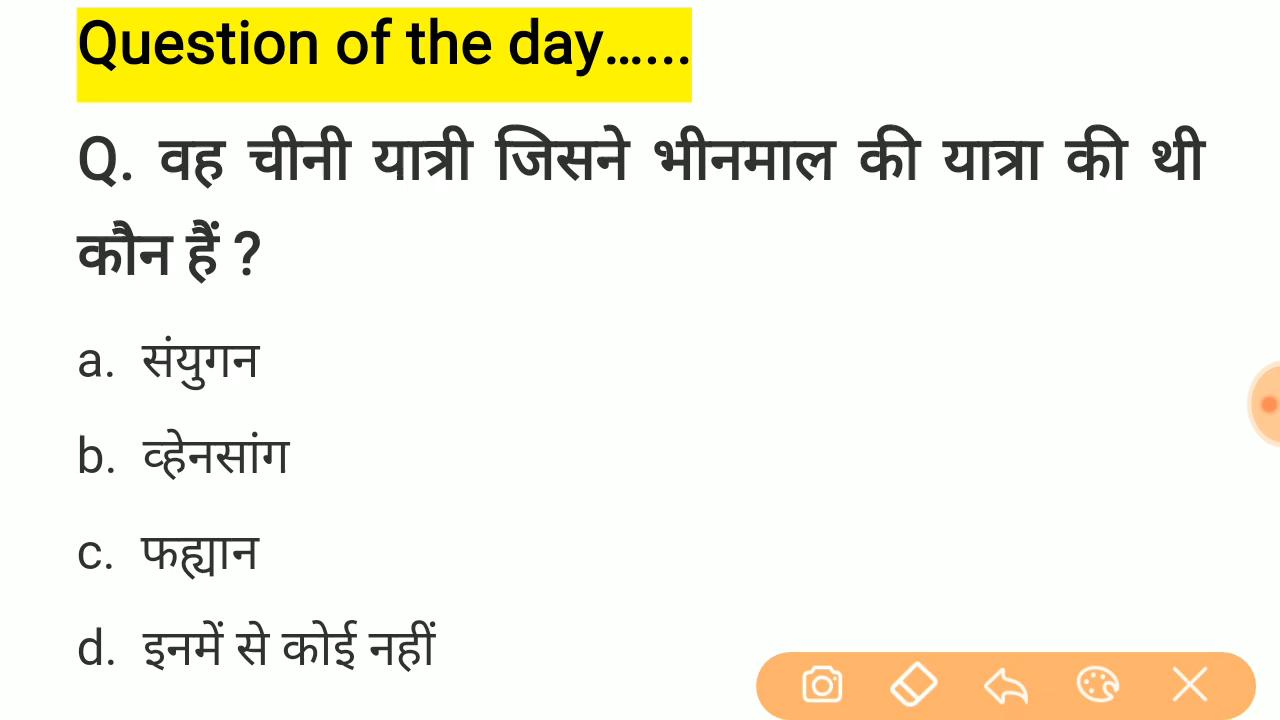 Question of the day......
Q. वह चीनी यात्री जिसने भीनमाल की यात्रा की थी
कौन हैं ?
a. संयुगन
b. व्हेनसांग
c. फह्यान
d. इनमें से कोई नहीं